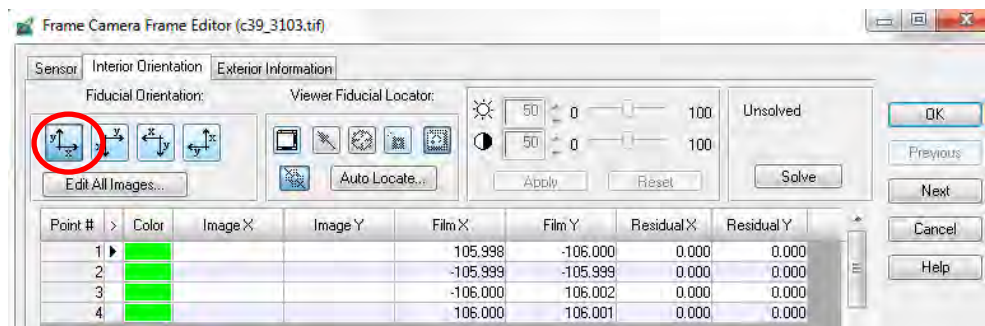 Frame Camera Frame Editor (c39_3103.tif)
Sensor Interior Orientation Exterior Information
Fiducial Orientation: Viewer Fiducial Locator:
50 0 100 Unsolved OK
y x x y x y y x 50 0 100 Previous
Edit All Images... Auto Locate... Apply Reset Solve Next
Point # > Color Image X Image Y Film X Film Y Residual X Residual Y Cancel
1 105.998 -106.000 0.000 0.000
2 -105.999 -105.999 0.000 0.000 Help
3 -106.000 106.002 0.000 0.000
4 106.000 106.001 0.000 0.000